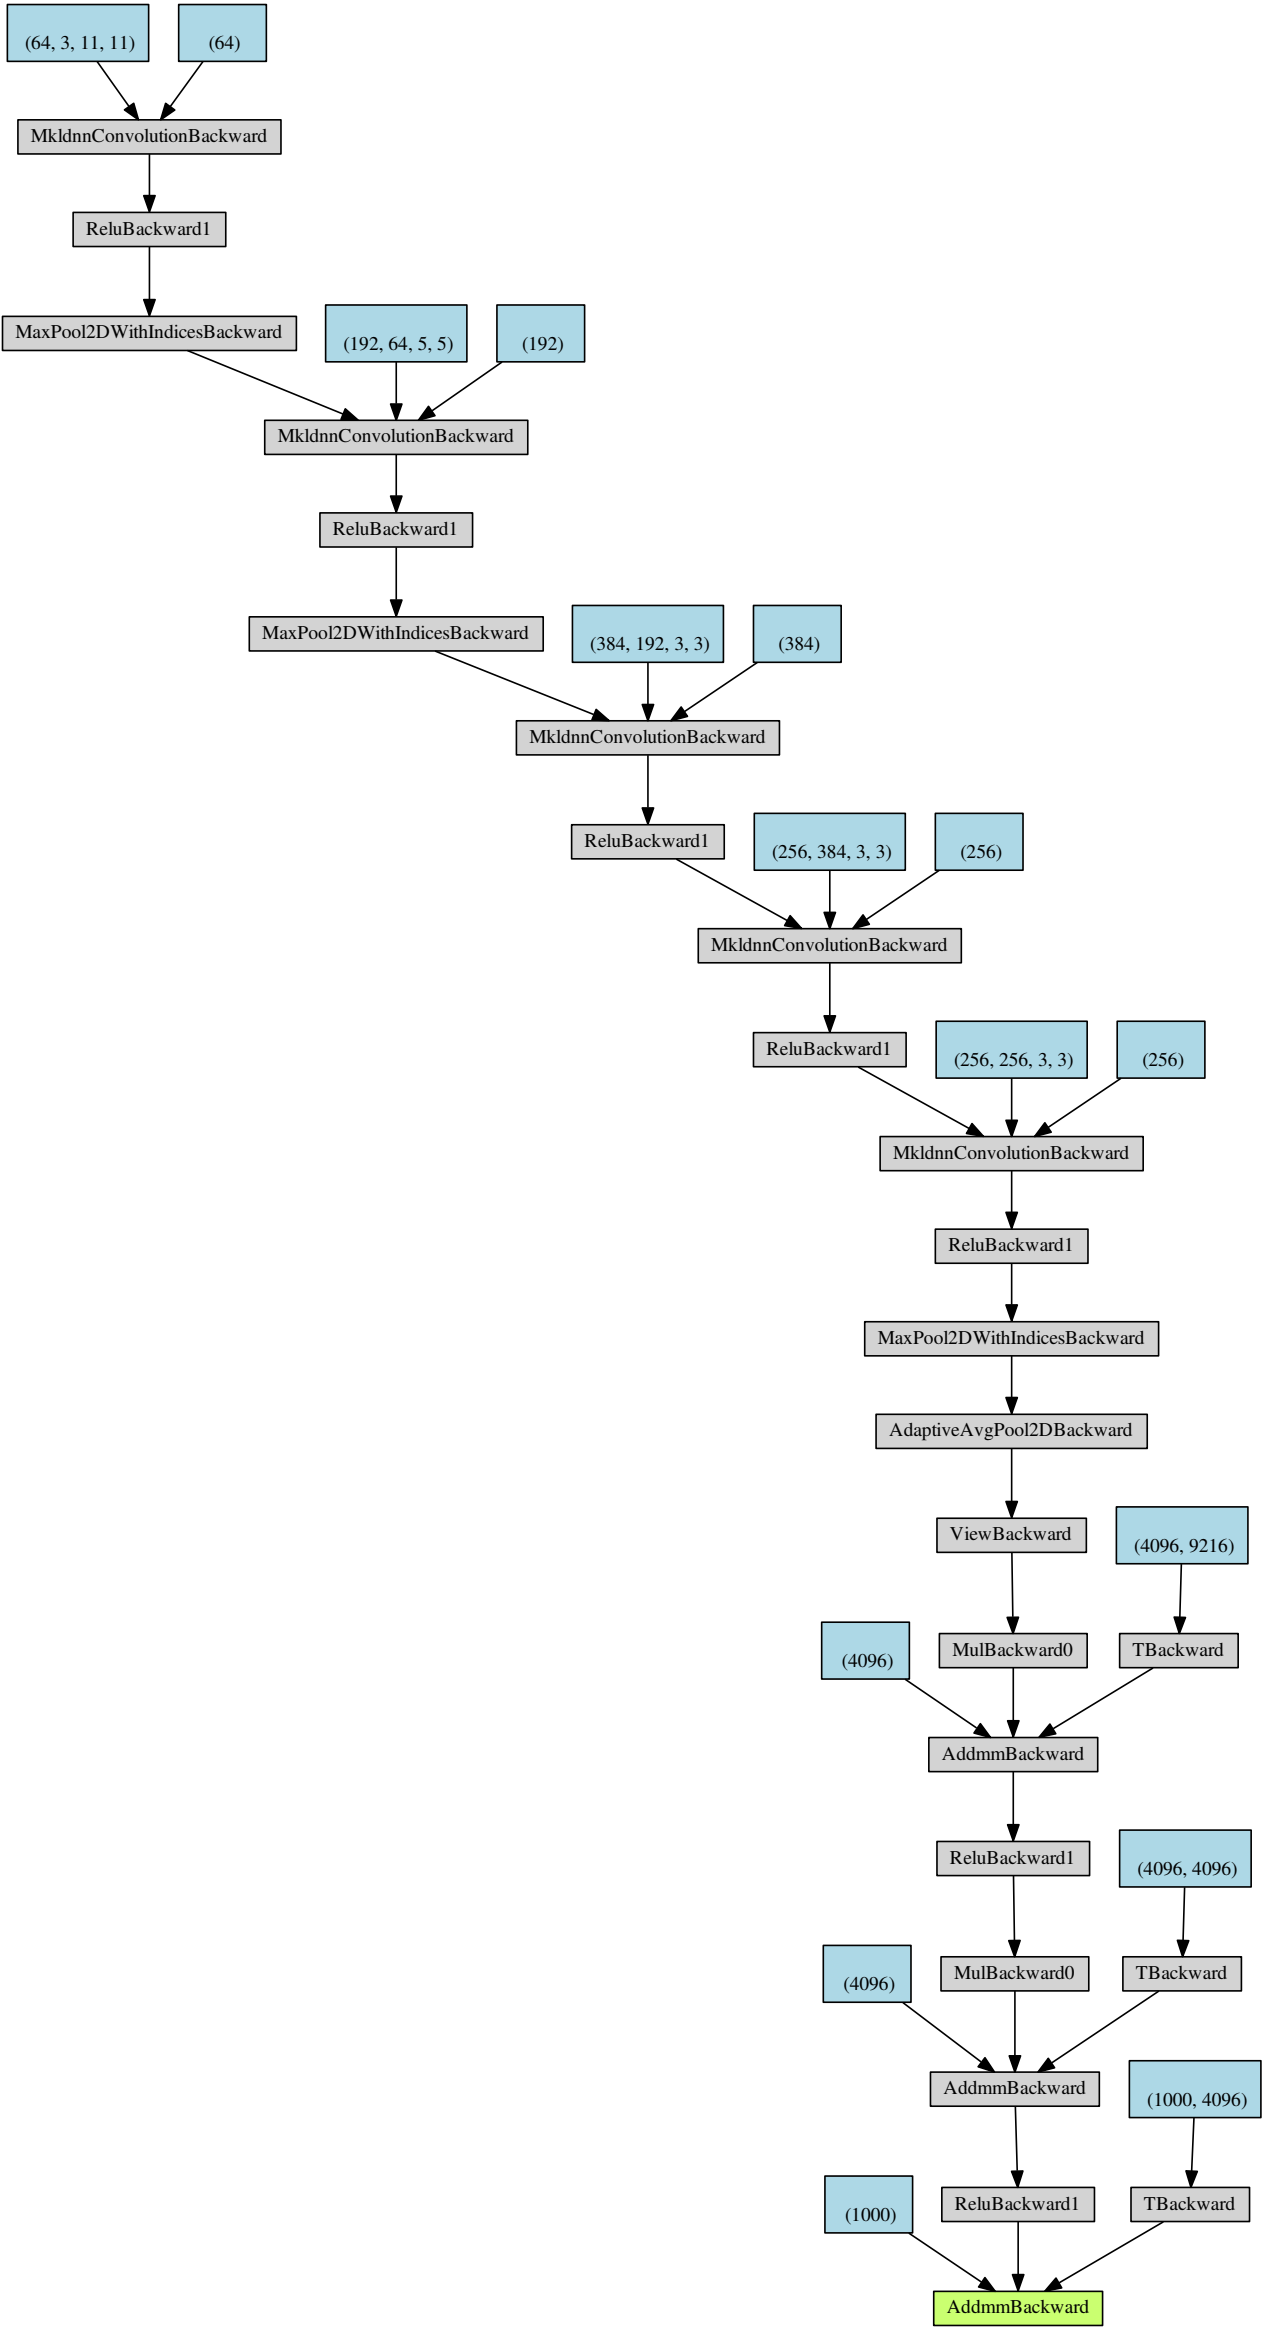 (64, 3, 11, 11)
(64)
MkldnnConvolutionBackward
ReluBackward1
MaxPool2DWithIndicesBackward
(192, 64, 5, 5)
(192)
MkldnnConvolutionBackward
ReluBackward1
MaxPool2DWithIndicesBackward
(384, 192, 3, 3)
(384)
MkldnnConvolutionBackward
ReluBackward1
(256, 384, 3, 3)
(256)
MkldnnConvolutionBackward
ReluBackward1
(256, 256, 3, 3)
(256)
MkldnnConvolutionBackward
ReluBackward1
MaxPool2DWithIndicesBackward
AdaptiveAvgPool2DBackward
ViewBackward
(4096, 9216)
(4096)
MulBackward0
TBackward
AddmmBackward
ReluBackward1
(4096, 4096)
(4096)
MulBackward0
TBackward
AddmmBackward
(1000, 4096)
(1000)
ReluBackward1
TBackward
AddmmBackward